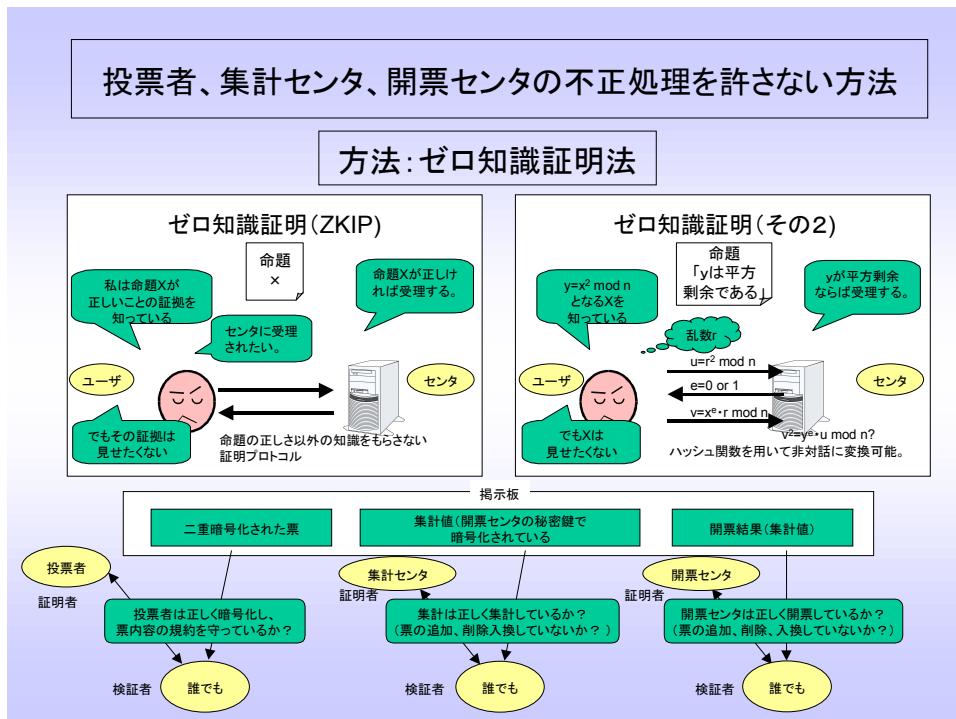 投票者、集計センタ、開票センタの不正処理を許さない方法
方法：ゼロ知識証明法
ゼロ知識証明（ZKIP）
命題
×
私は命題Xが
正しいことの証拠を
知っている
命題Xが正しけ
れば受理する。
センタに受理
されたい。
ユーザ
センタ
でもその証拠は
見せたくない
命題の正しさ以外の知識をもらさない
証明プロトコル
ゼロ知識証明（その２）
命題
「yは平方
剰余である」
y=x² mod n
となるXを
知っている
yが平方剰余
ならば受理する。
乱数r
u=r² mod n
ユーザ
e=0 or 1
センタ
v=xᵉ・r mod n
でもXは
見せたくない
v²=yᵉ・u mod n?
ハッシュ関数を用いて非対話に変換可能。
掲示板
二重暗号化された票
集計値（開票センタの秘密鍵で
暗号化されている
開票結果（集計値）
投票者
集計センタ
開票センタ
証明者
証明者
証明者
投票者は正しく暗号化し、
票内容の規約を守っているか？
集計は正しく集計しているか？
（票の追加、削除入換していないか？）
開票センタは正しく開票しているか？
（票の追加、削除、入換していないか？）
検証者
誰でも
検証者
誰でも
検証者
誰でも